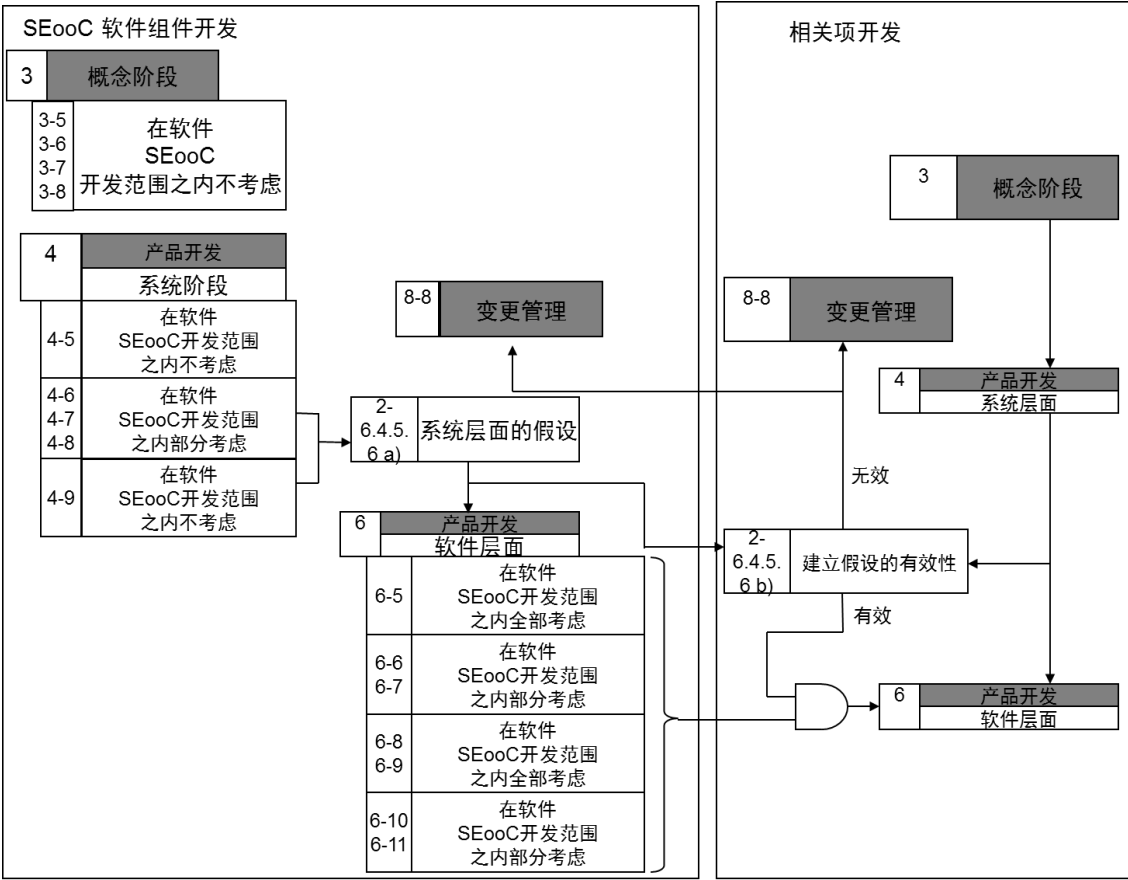 SEooC 软件组件开发
3
概念阶段
3-5
3-6
3-7
3-8
在软件
SEooC
开发范围之内不考虑
4
产品开发
系统阶段
4-5
在软件
SEooC开发范围
之内不考虑
4-6
4-7
4-8
在软件
SEooC开发范围
之内部分考虑
4-9
在软件
SEooC开发范围
之内不考虑
8-8
变更管理
2-
6.4.5.
6 a)
系统层面的假设
6
产品开发
软件层面
6-5
在软件
SEooC开发范围
之内全部考虑
6-6
6-7
在软件
SEooC开发范围
之内部分考虑
6-8
6-9
在软件
SEooC开发范围
之内全部考虑
6-10
6-11
在软件
SEooC开发范围
之内部分考虑
相关项开发
3
概念阶段
8-8
变更管理
4
产品开发
系统层面
无效
2-
6.4.5.
6 b)
建立假设的有效性
有效
6
产品开发
软件层面